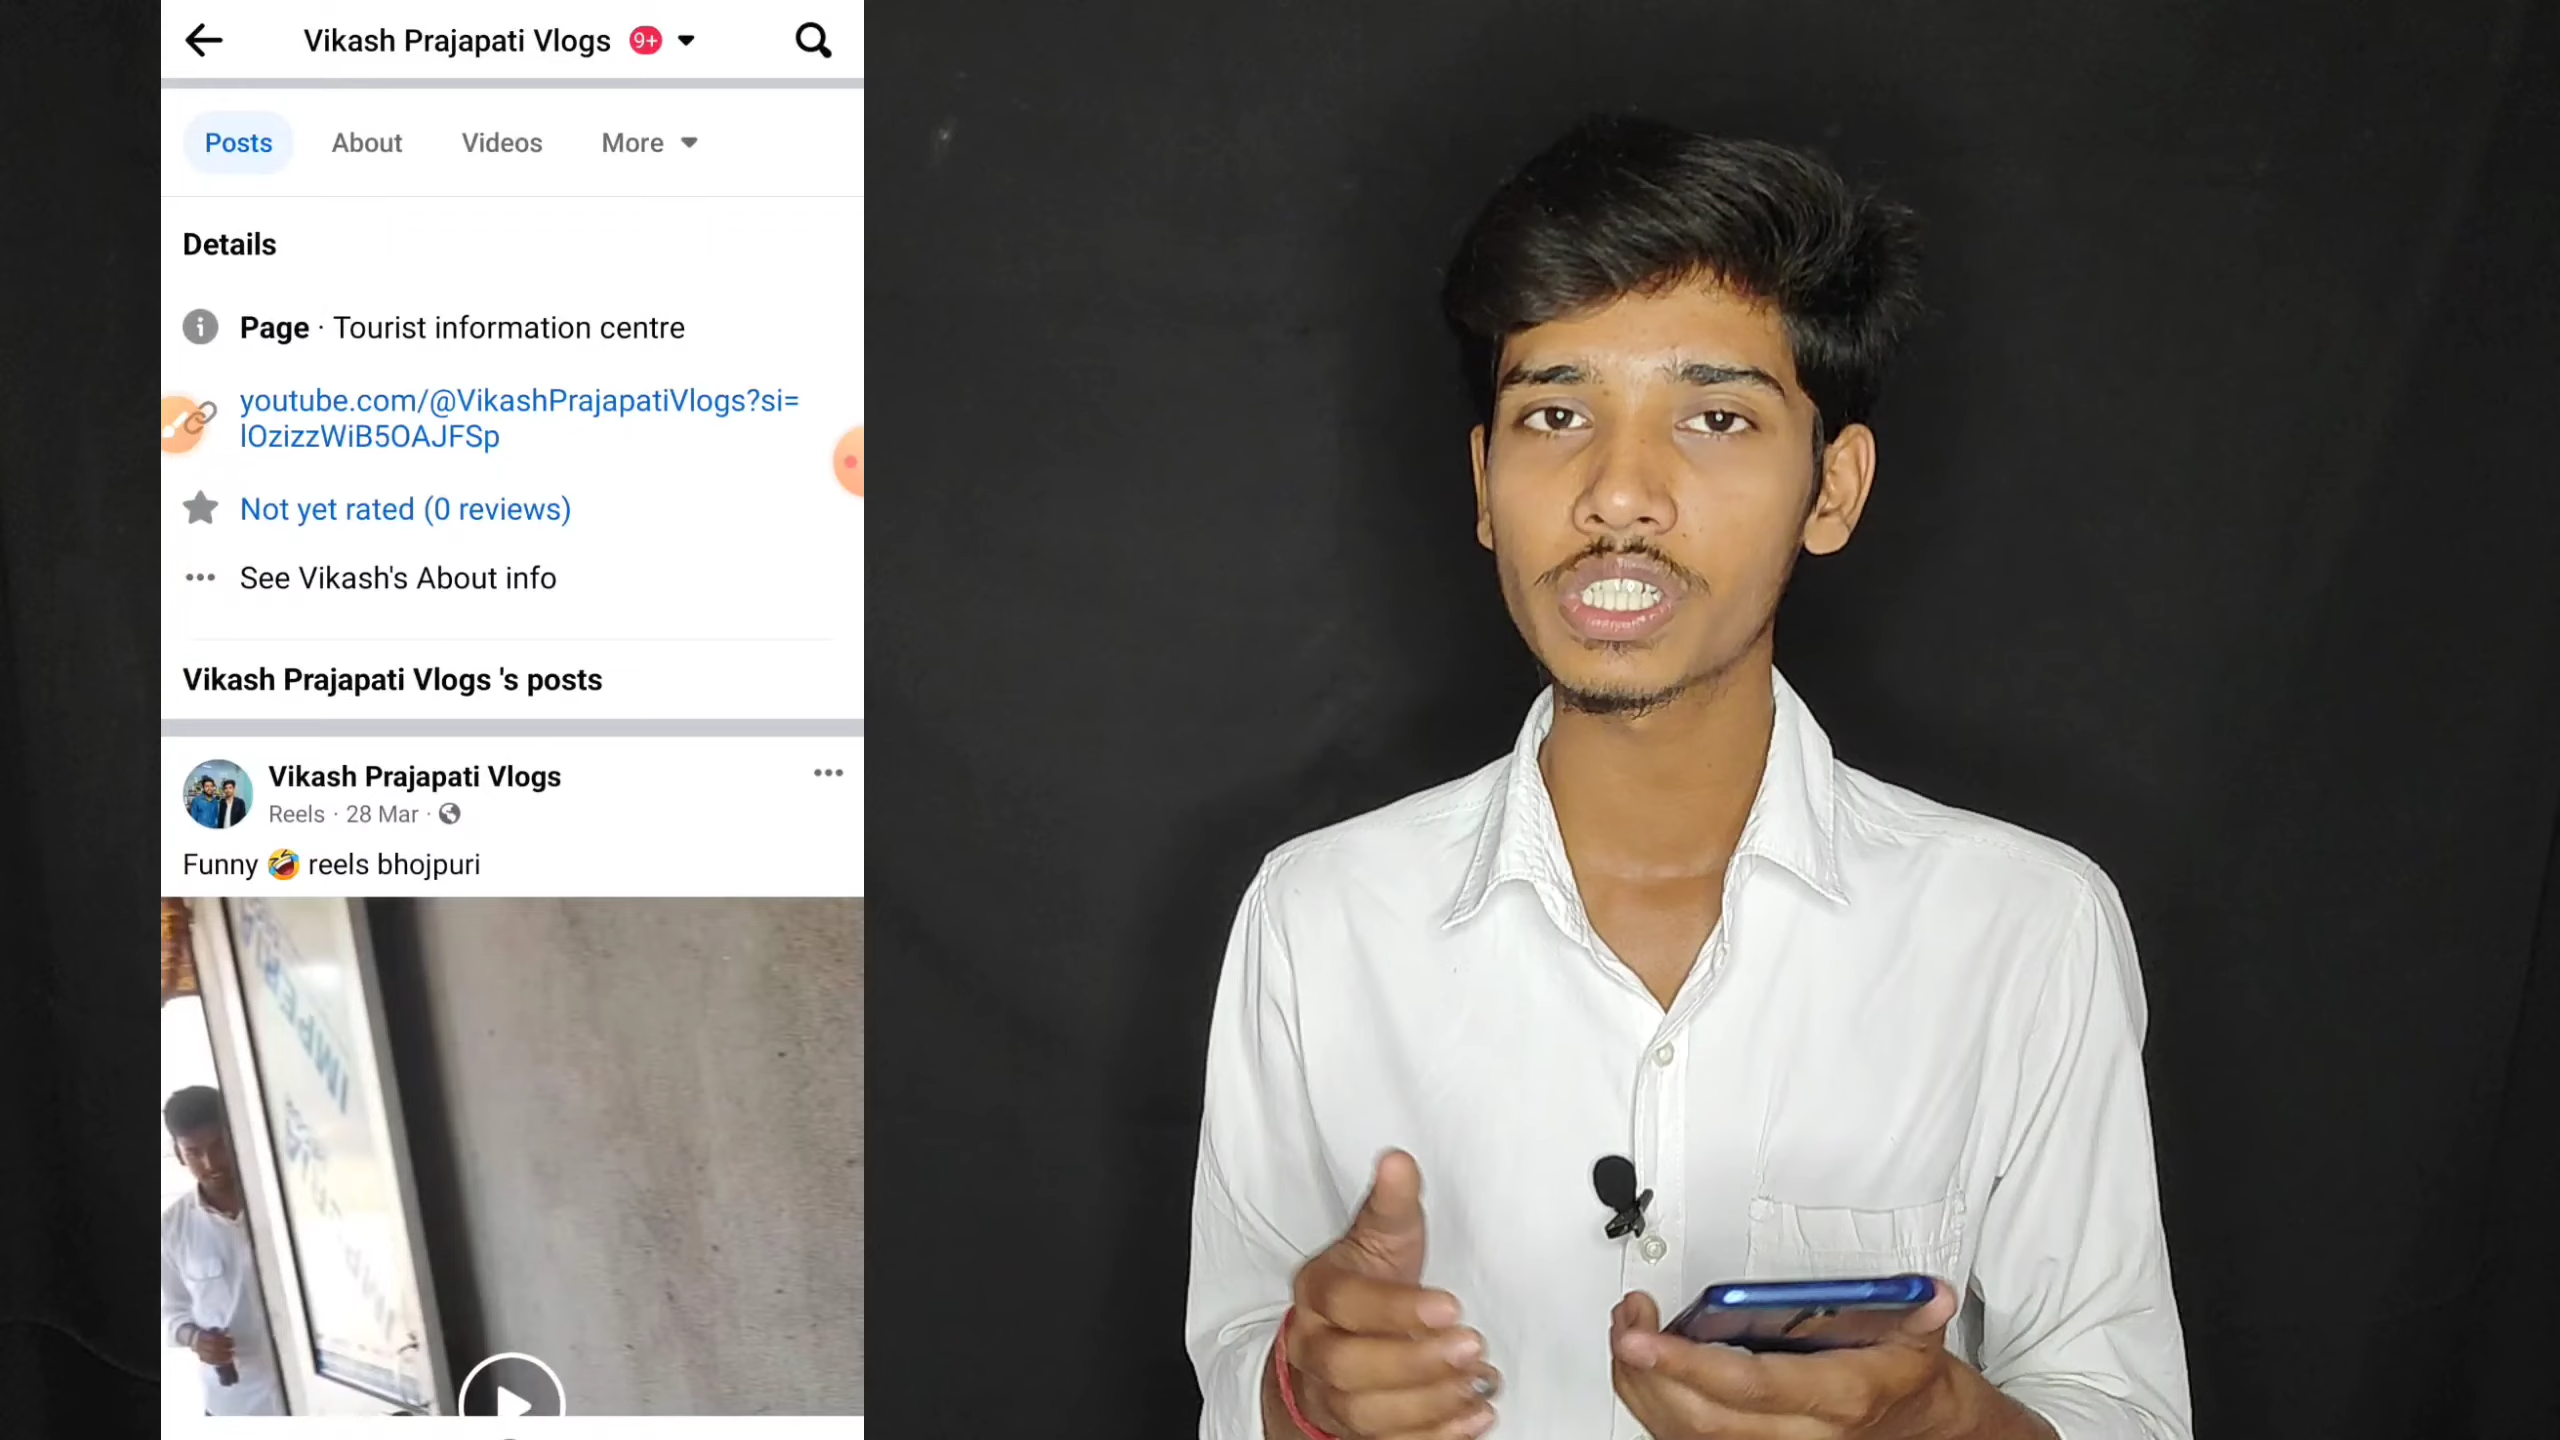 Vikash Prajapati Vlogs 9+
Posts About Videos More
Details
Page · Tourist information centre
youtube.com/@VikashPrajapatiVlogs?si=
lOzizzWiB5OAJFSp
Not yet rated (0 reviews)
See Vikash's About info
Vikash Prajapati Vlogs 's posts
Vikash Prajapati Vlogs
Reels · 28 Mar ·
Funny 🤣 reels bhojpuri